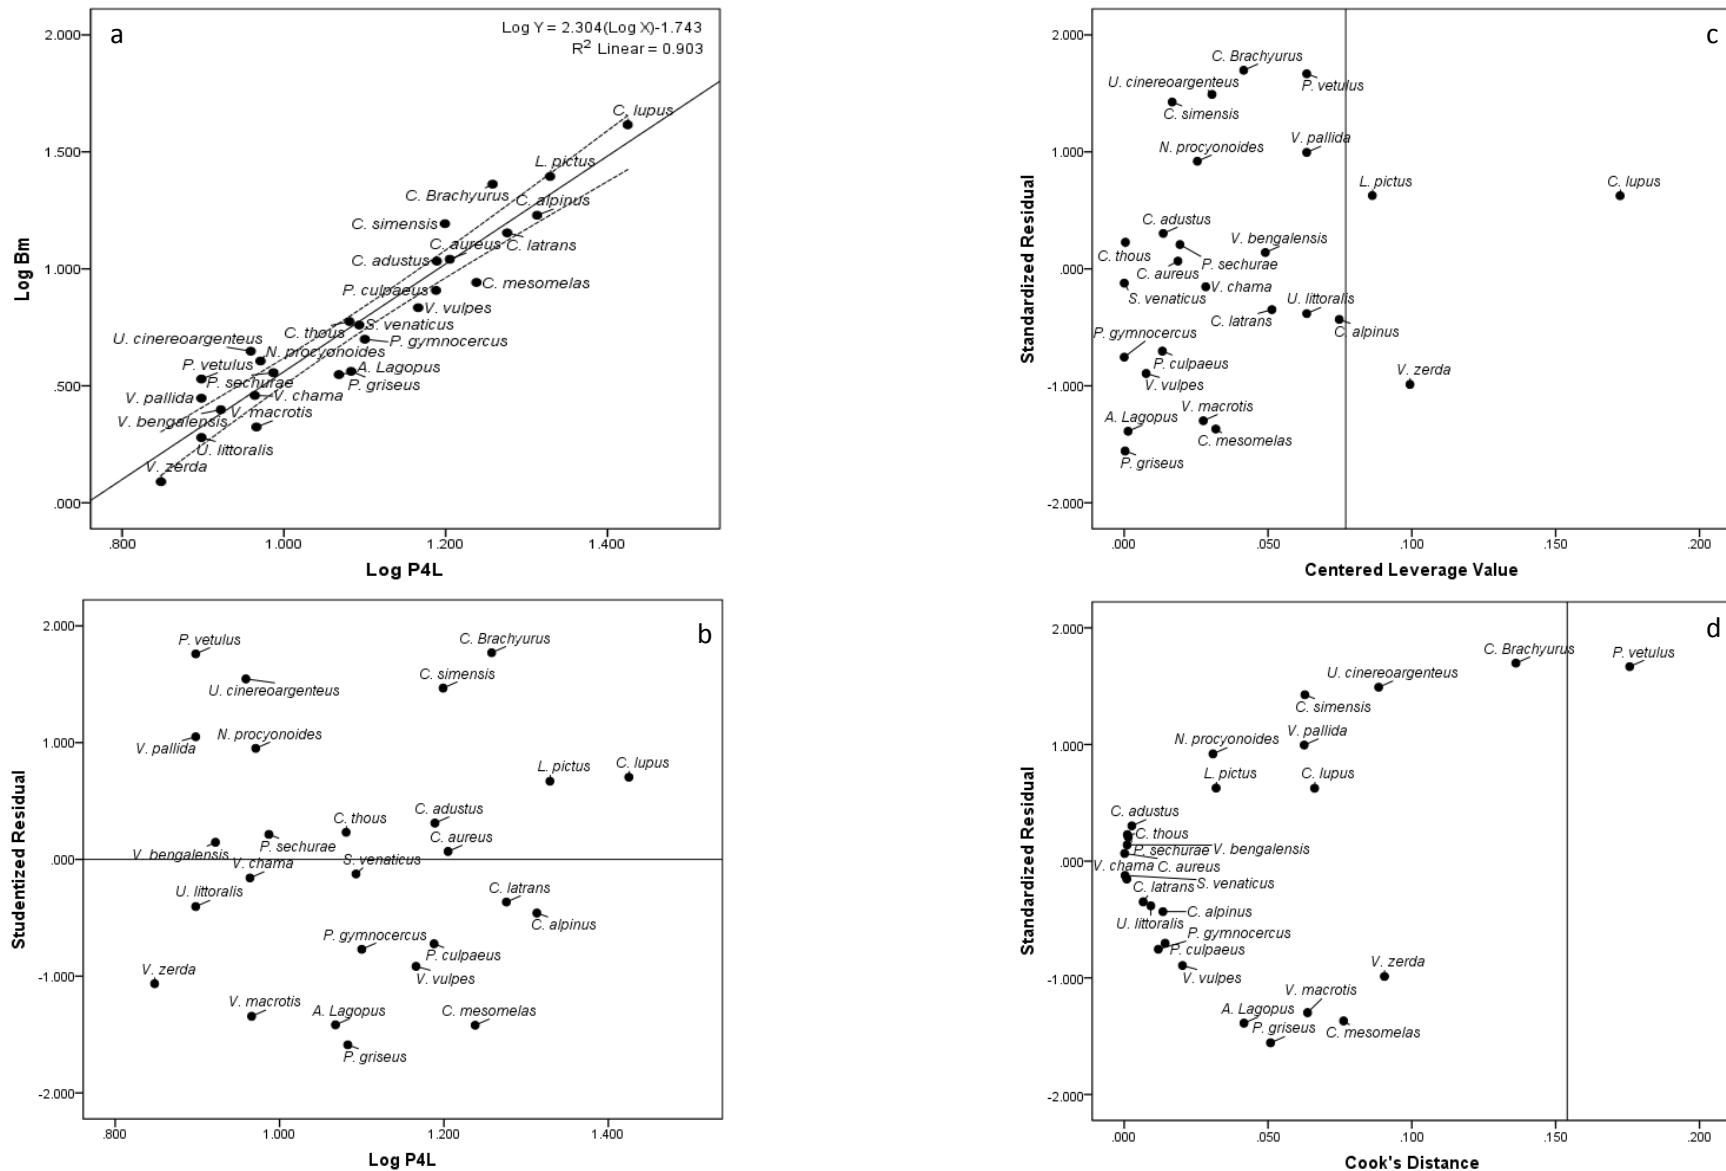 a
Log Y = 2.304(Log X)-1.743
R² Linear = 0.903
2.000
1.500
1.000
.500
.000
Log Bm
C. lupus
L. pictus
C. Brachyurus
C. alpinus
C. simensis
C. aureus
C. latrans
C. adustus
C. mesomelas
P. culpaeus
V. vulpes
C. thous
S. venaticus
U. cinereoargenteus
P. gymnocercus
N. procyonoides
P. vetulus
A. Lagopus
P. sechurae
P. griseus
V. pallida
V. chama
V. macrotis
V. bengalensis
U. littoralis
V. zerda
.800
1.000
1.200
1.400
Log P4L
c
2.000
1.000
.000
-1.000
-2.000
Standardized Residual
C. Brachyurus
U. cinereoargenteus
P. vetulus
C. simensis
V. pallida
N. procyonoides
L. pictus
C. lupus
C. adustus
V. bengalensis
C. thous
P. sechurae
C. aureus
V. chama
S. venaticus
U. littoralis
C. latrans
C. alpinus
P. gymnocercus
P. culpaeus
V. vulpes
V. zerda
V. macrotis
A. Lagopus
C. mesomelas
P. griseus
.000
.050
.100
.150
.200
Centered Leverage Value
b
2.000
1.000
.000
-1.000
-2.000
Studentized Residual
P. vetulus
C. Brachyurus
C. simensis
U. cinereoargenteus
N. procyonoides
V. pallida
L. pictus
C. lupus
C. adustus
C. thous
C. aureus
P. sechurae
V. bengalensis
S. venaticus
V. chama
U. littoralis
C. latrans
C. alpinus
P. gymnocercus
P. culpaeus
V. vulpes
V. zerda
V. macrotis
A. Lagopus
C. mesomelas
P. griseus
.800
1.000
1.200
1.400
Log P4L
d
2.000
1.000
.000
-1.000
-2.000
Standardized Residual
C. Brachyurus
P. vetulus
U. cinereoargenteus
C. simensis
V. pallida
N. procyonoides
L. pictus
C. lupus
C. adustus
C. thous
P. sechurae
V. bengalensis
V. chama
C. aureus
S. venaticus
C. latrans
C. alpinus
U. littoralis
P. gymnocercus
P. culpaeus
V. vulpes
V. zerda
V. macrotis
A. Lagopus
P. griseus
C. mesomelas
.000
.050
.100
.150
.200
Cook's Distance